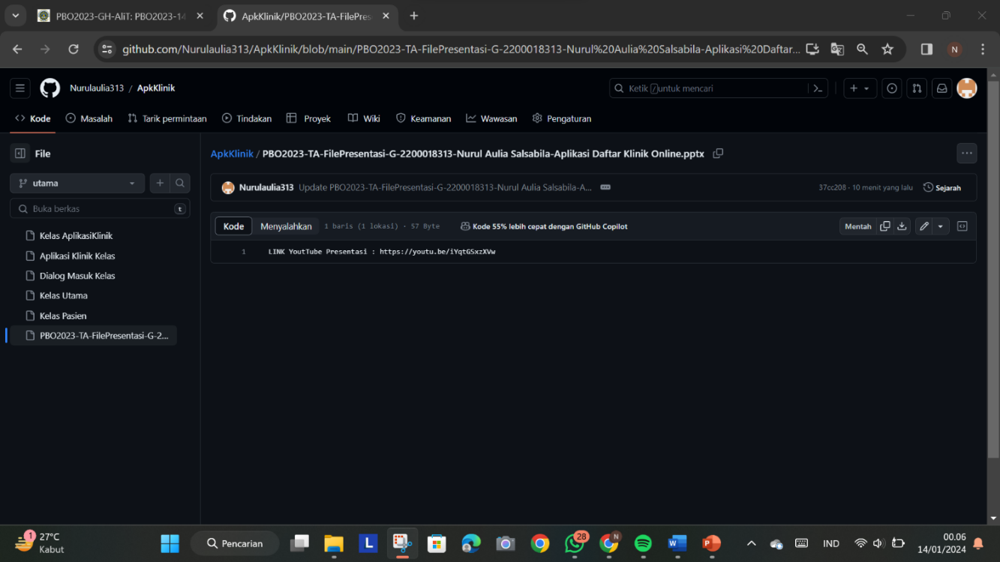 PBO2023-GH-AliT: PBO2023-14
ApkKlinik/PBO2023-TA-FilePres
github.com/Nurulaulia313/ApkKlinik/blob/main/PBO2023-TA-FilePresentasi-G-2200018313-Nurul%20Aulia%20Salsabila-Aplikasi%20Daftar...
N
Nurulaulia313 / ApkKlinik
Ketik / untuk mencari
Kode Masalah Tarik permintaan Tindakan Proyek Wiki Keamanan Wawasan Pengaturan
File
ApkKlinik / PBO2023-TA-FilePresentasi-G-2200018313-Nurul Aulia Salsabila-Aplikasi Daftar Klinik Online.pptx
utama
Nurulaulia313 Update PBO2023-TA-FilePresentasi-G-2200018313-Nurul Aulia Salsabila-A...
37cc208 · 10 menit yang lalu Sejarah
Buka berkas t
Kode Menyalahkan 1 baris (1 lokasi) · 57 Byte Kode 55% lebih cepat dengan GitHub Copilot
Mentah
Kelas AplikasiKlinik
1 LINK YoutTube Presentasi : https://youtu.be/iYqtGSxzXVw
Aplikasi Klinik Kelas
Dialog Masuk Kelas
Kelas Utama
Kelas Pasien
PBO2023-TA-FilePresentasi-G-2...
1
27°C
Kabut
Pencarian
L
28
N
IND
00.06
14/01/2024